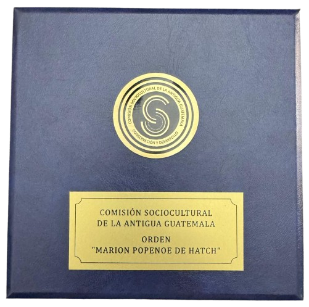 COMISIÓN SOCIOCULTURAL
DE LA ANTIGUA GUATEMALA
ORDEN
"MARION POPENOE DE HATCH"